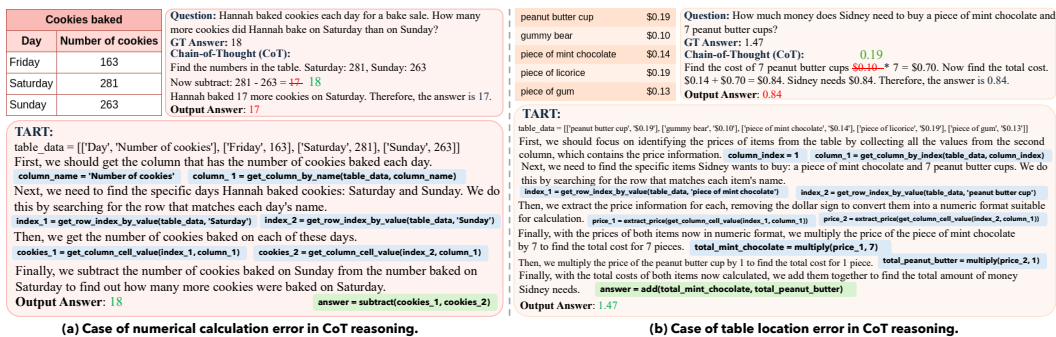 Cookies baked
Day Number of cookies
Friday 163
Saturday 281
Sunday 263
Question: Hannah baked cookies each day for a bake sale. How many
more cookies did Hannah bake on Saturday than on Sunday?
GT Answer: 18
Chain-of-Thought (CoT):
Find the numbers in the table. Saturday: 281, Sunday: 263
Now subtract: 281 - 263 = 17 18
Hannah baked 17 more cookies on Saturday. Therefore, the answer is 17.
Output Answer: 17
TART:
table_data = [['Day', 'Number of cookies'], ['Friday', 163], ['Saturday', 281], ['Sunday', 263]]
First, we should get the column that has the number of cookies baked each day.
column_name = 'Number of cookies' column_1 = get_column_by_name(table_data, column_name)
Next, we need to find the specific days Hannah baked cookies: Saturday and Sunday. We do
this by searching for the row that matches each day's name.
index_1 = get_row_index_by_value(table_data, 'Saturday') index_2 = get_row_index_by_value(table_data, 'Sunday')
Then, we get the number of cookies baked on each of these days.
cookies_1 = get_column_cell_value(index_1, column_1) cookies_2 = get_column_cell_value(index_2, column_1)
Finally, we subtract the number of cookies baked on Sunday from the number baked on
Saturday to find out how many more cookies were baked on Saturday.
Output Answer: 18 answer = subtract(cookies_1, cookies_2)
(a) Case of numerical calculation error in CoT reasoning.
peanut butter cup $0.19
gummy bear $0.10
piece of mint chocolate $0.14
piece of licorice $0.19
piece of gum $0.13
Question: How much money does Sidney need to buy a piece of mint chocolate and
7 peanut butter cups?
GT Answer: 1.47
Chain-of-Thought (CoT): 0.19
Find the cost of 7 peanut butter cups $0.10 * 7 = $0.70. Now find the total cost.
$0.14 + $0.70 = $0.84. Sidney needs $0.84. Therefore, the answer is 0.84.
Output Answer: 0.84
TART:
table_data = [['peanut butter cup', '$0.19'], ['gummy bear', '$0.10'], ['piece of mint chocolate', '$0.14'], ['piece of licorice', '$0.19'], ['piece of gum', '$0.13']]
First, we should focus on identifying the prices of items from the table by collecting all the values from the second
column, which contains the price information. column_index = 1 column_1 = get_column_by_index(table_data, column_index)
Next, we need to find the specific items Sidney wants to buy: a piece of mint chocolate and 7 peanut butter cups. We do
this by searching for the row that matches each item's name.
index_1 = get_row_index_by_value(table_data, 'piece of mint chocolate') index_2 = get_row_index_by_value(table_data, 'peanut butter cup')
Then, we extract the price information for each, removing the dollar sign to convert them into a numeric format suitable
for calculation. price_1 = extract_price(get_column_cell_value(index_1, column_1)) price_2 = extract_price(get_column_cell_value(index_2, column_1))
Finally, with the prices of both items now in numeric format, we multiply the price of the piece of mint chocolate
by 7 to find the total cost for 7 pieces. total_mint_chocolate = multiply(price_1, 7)
Then, we multiply the price of the peanut butter cup by 1 to find the total cost for 1 piece. total_peanut_butter = multiply(price_2, 1)
Finally, with the total costs of both items now calculated, we add them together to find the total amount of money
Sidney needs. answer = add(total_mint_chocolate, total_peanut_butter)
Output Answer: 1.47
(b) Case of table location error in CoT reasoning.